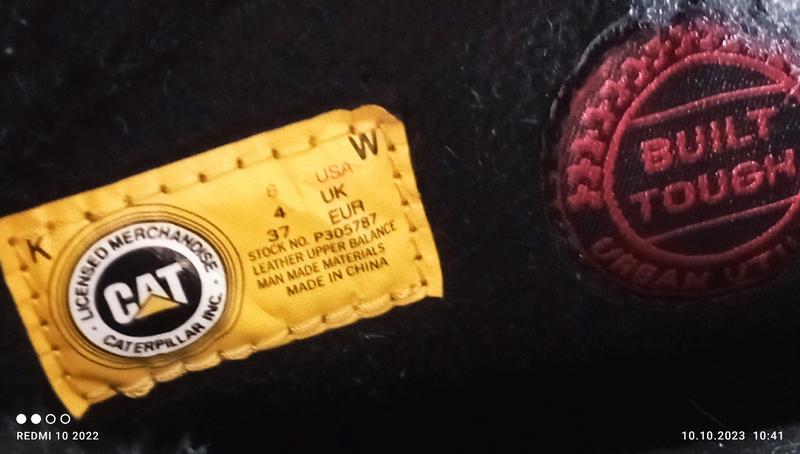 K
W
6 USA
4 UK
37 EUR
STOCK NO. P305787
LEATHER UPPER BALANCE
MAN MADE MATERIALS
MADE IN CHINA
LICENSED MERCHANDISE
CAT
CATERPILLAR INC.
BUILT
TOUGH
URBAN
REDMI 10 2022
10.10.2023 10:41